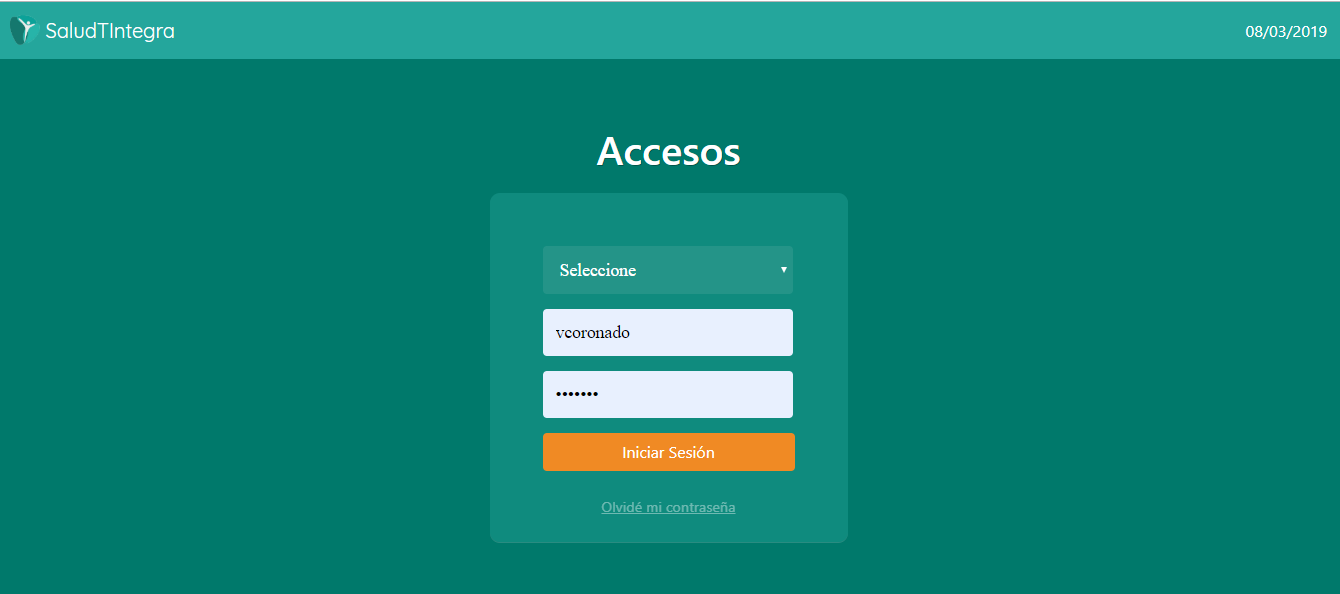 SaludTIntegra
08/03/2019
Accesos
Seleccione
vcoronado
•••••••
Iniciar Sesión
Olvidé mi contraseña